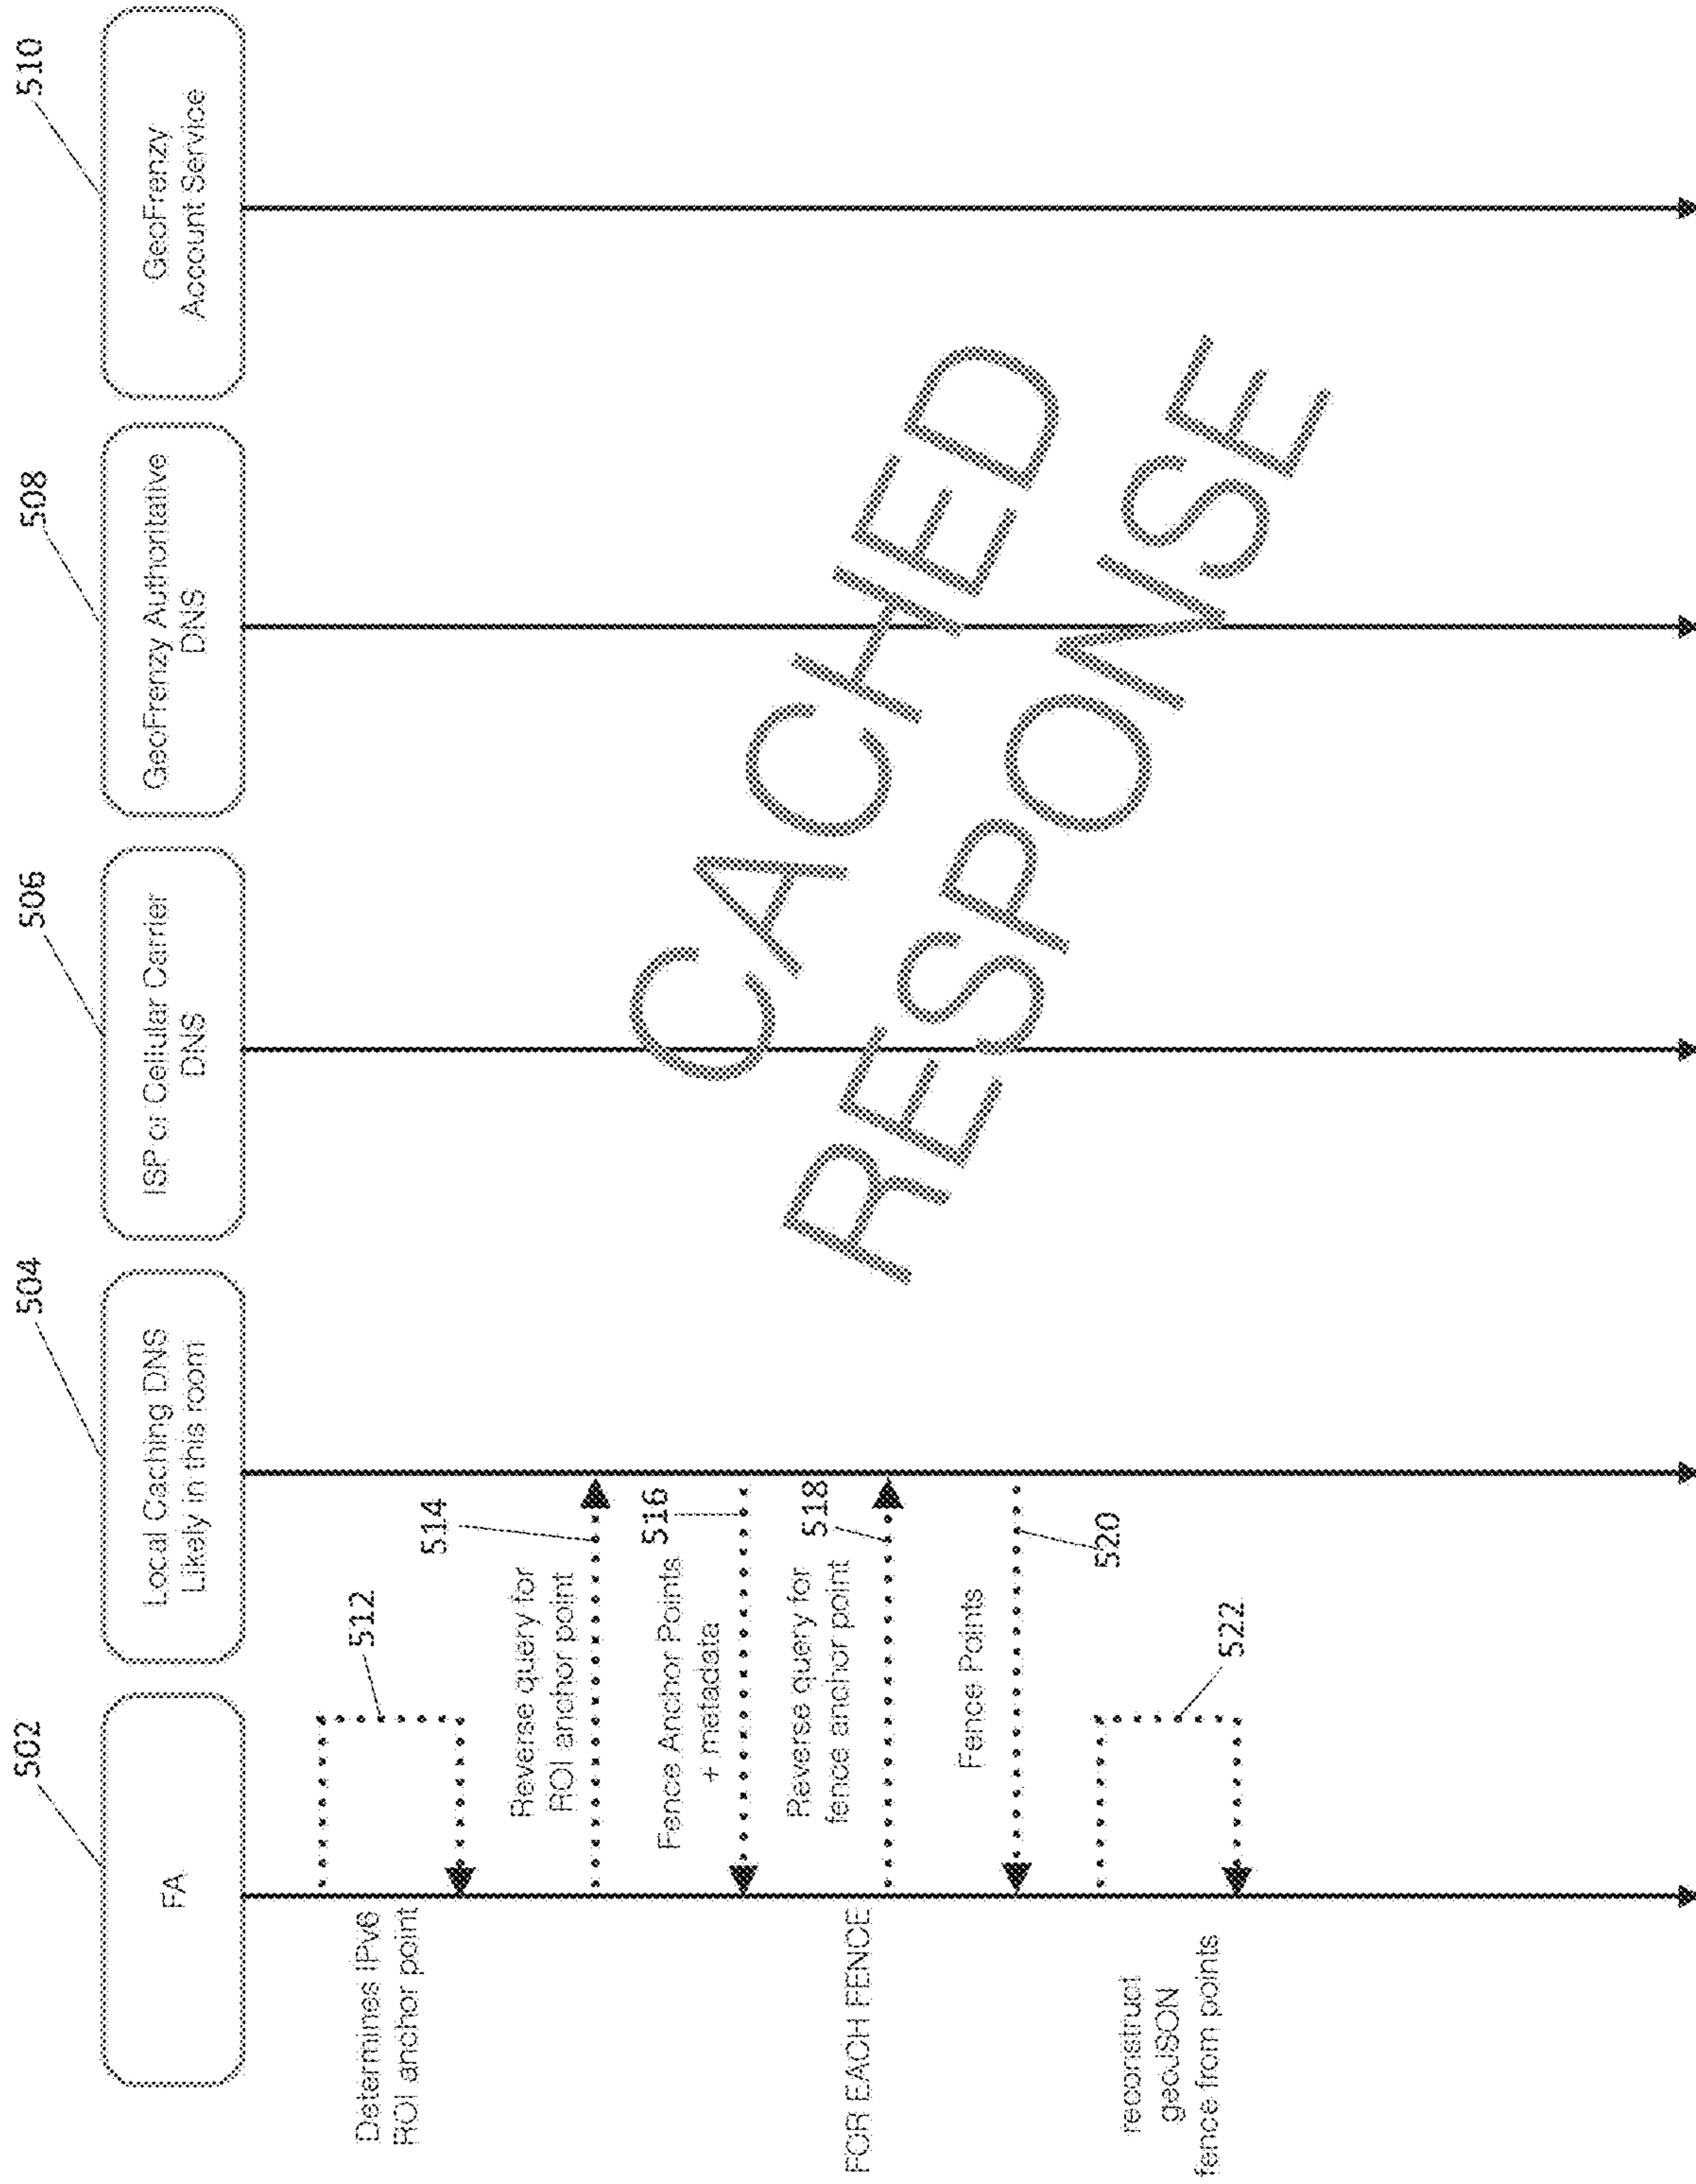 502
504
506
508
510
FA
Local Caching DNS
Likely in this room
ISP or Cellular Carrier
DNS
GeoFrenzy Authoritative
DNS
GeoFrenzy
Account Service
Determines IPv6
ROI anchor point
512
Reverse query for
ROI anchor point
514
Fence Anchor Points
+ metadata
516
FOR EACH FENCE
Reverse query for
fence anchor point
518
Fence Points
520
reconstruct
geoJSON
fence from points
522
CACHED
RESPONSE